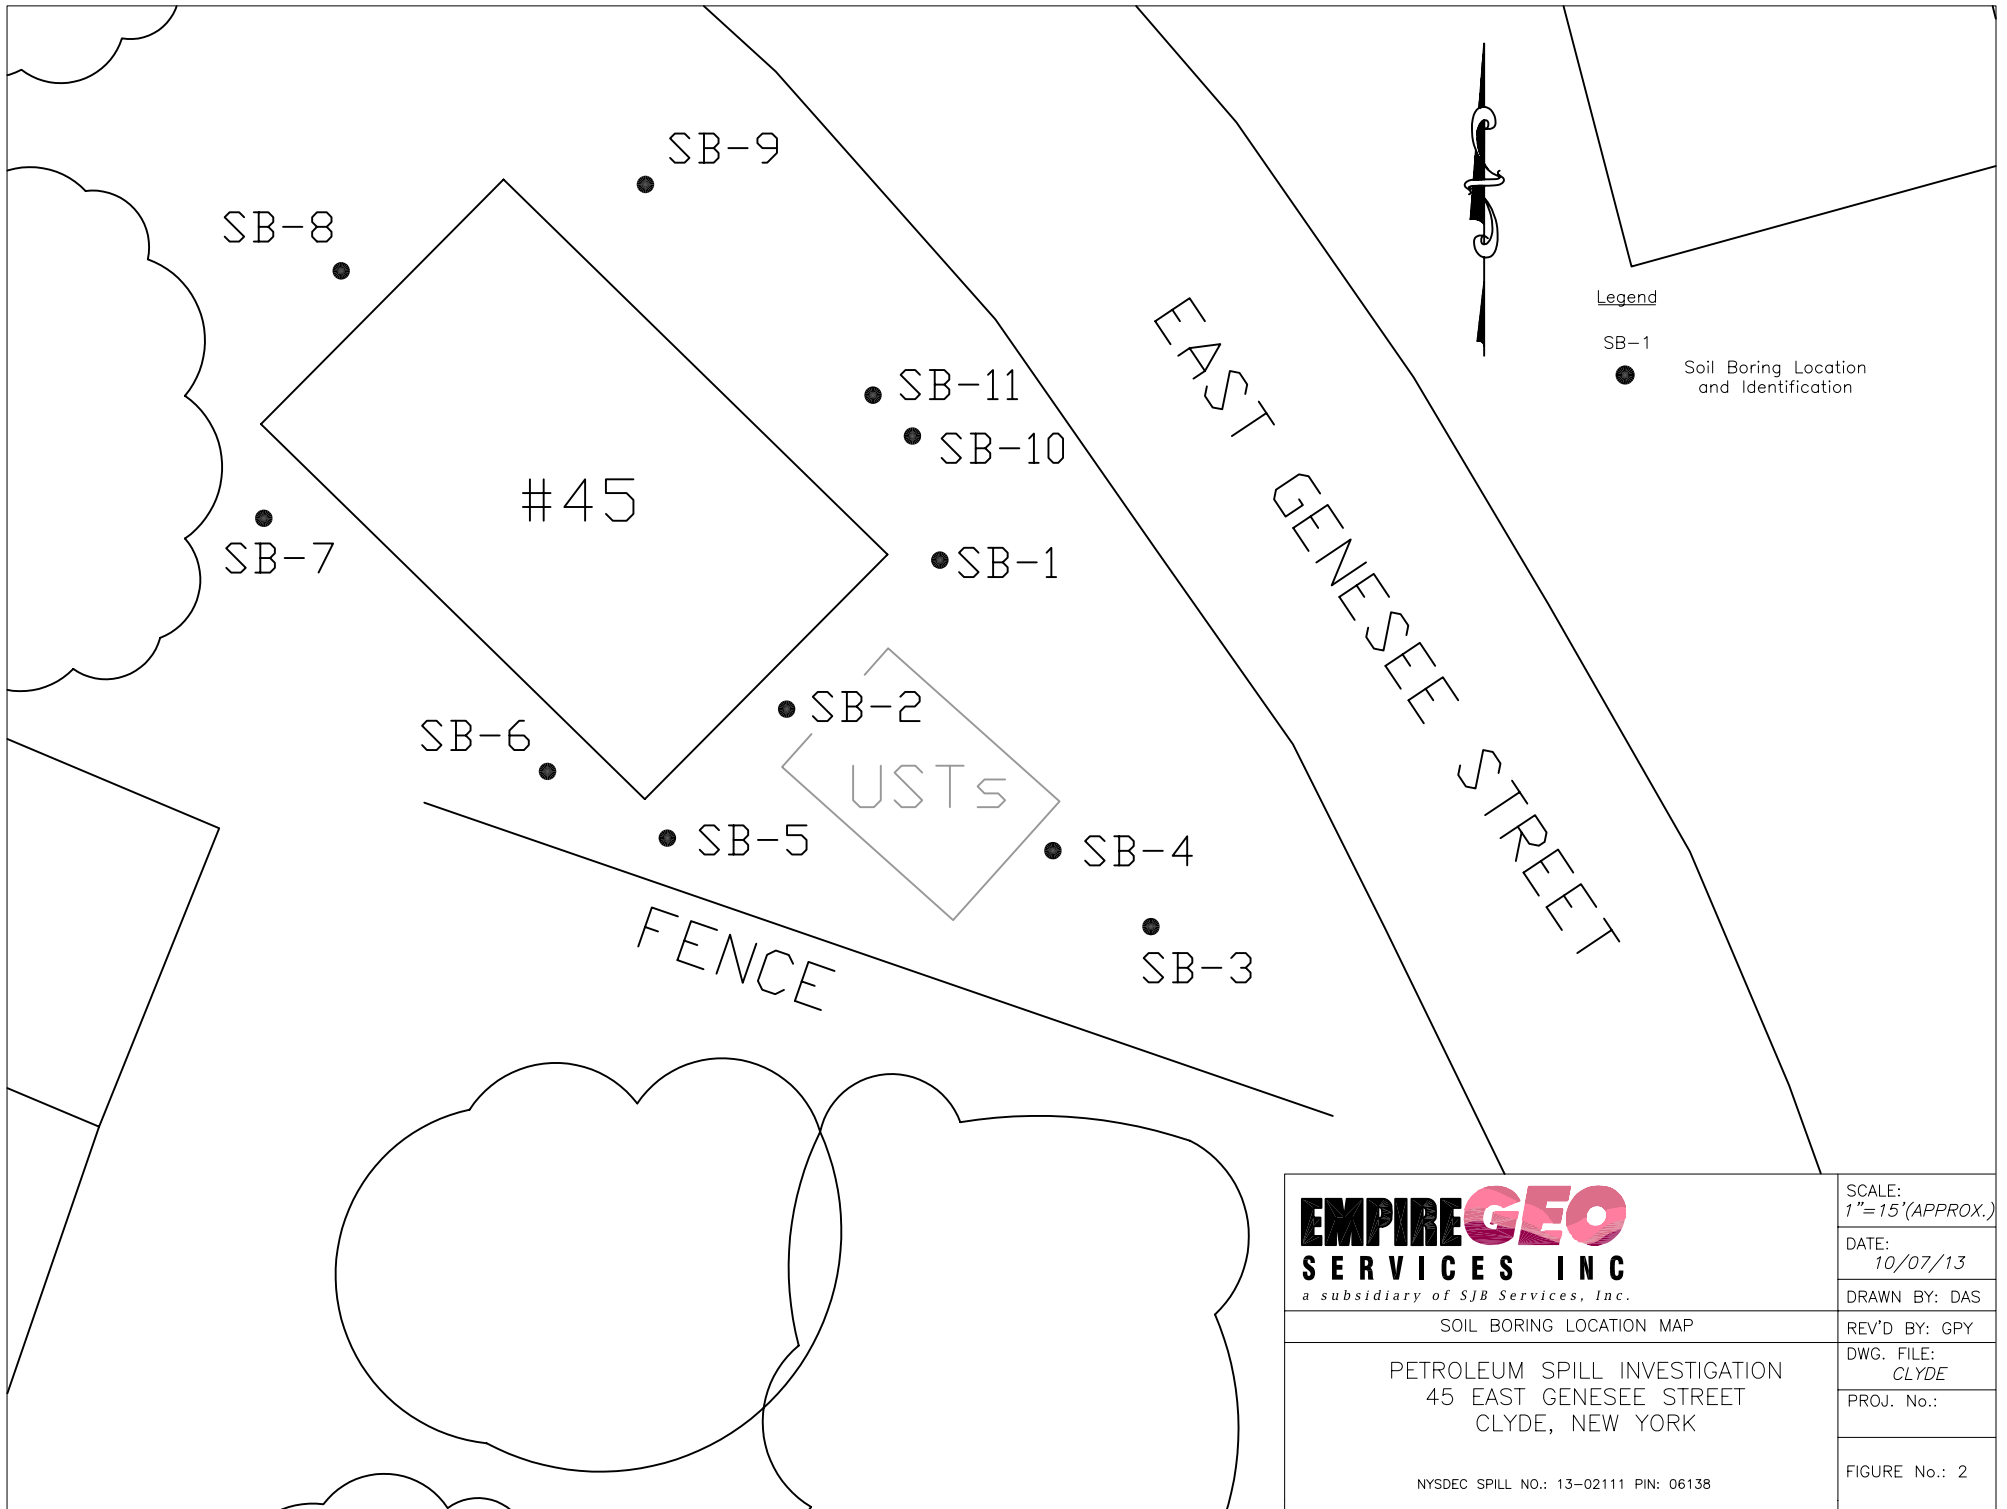 SB-9
SB-8
Legend
SB-1
Soil Boring Location
and Identification
SB-11
SB-10
EAST GENESEE STREET
#45
SB-7
SB-1
SB-2
SB-6
USTs
SB-5
SB-4
FENCE
SB-3
EMPIREGEO
SERVICES INC
a subsidiary of SJB Services, Inc.
SOIL BORING LOCATION MAP
PETROLEUM SPILL INVESTIGATION
45 EAST GENESEE STREET
CLYDE, NEW YORK
NYSDEC SPILL NO.: 13-02111 PIN: 06138
SCALE:
1"=15'(APPROX.)
DATE:
10/07/13
DRAWN BY: DAS
REV'D BY: GPY
DWG. FILE:
CLYDE
PROJ. No.:
FIGURE No.: 2